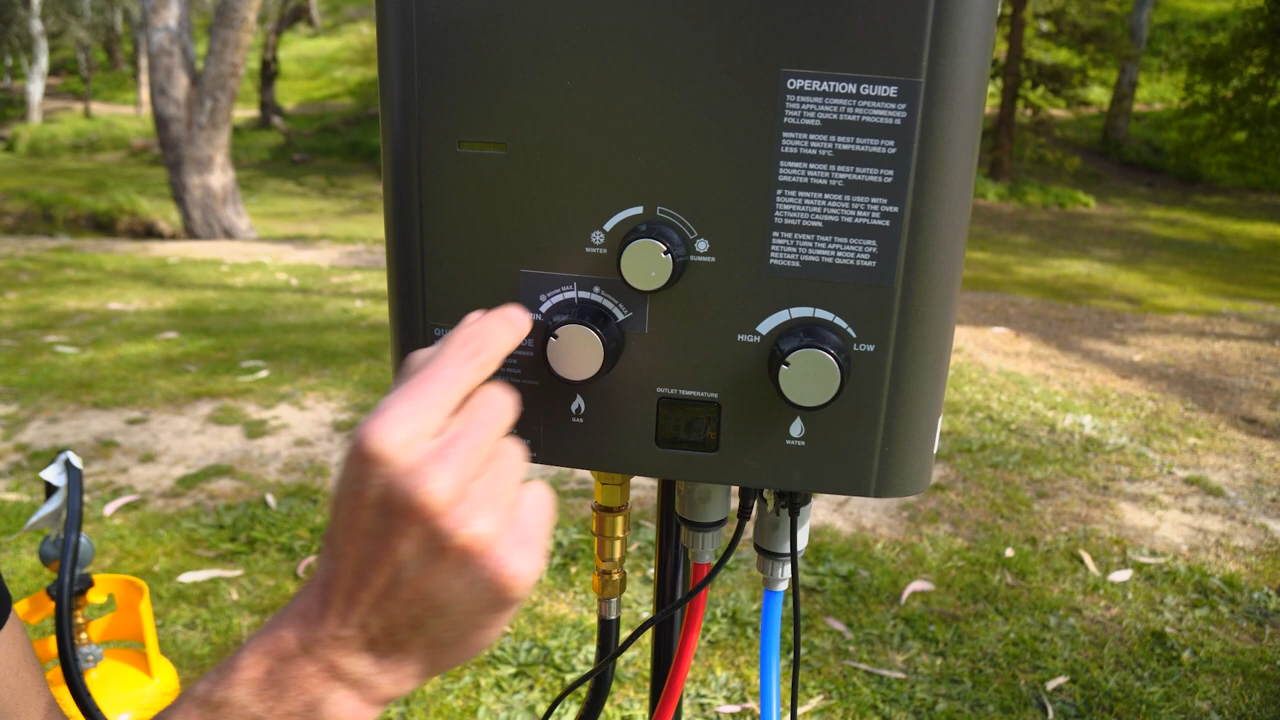 OPERATION GUIDE
TO ENSURE CORRECT OPERATION OF
THIS APPLIANCE IT IS RECOMMENDED
THAT THE QUICK START PROCESS IS
FOLLOWED.
WINTER MODE IS BEST SUITED FOR
SOURCE WATER TEMPERATURES OF
LESS THAN 10°C.
SUMMER MODE IS BEST SUITED FOR
SOURCE WATER TEMPERATURES OF
GREATER THAN 10°C.
IF THE WINTER MODE IS USED WITH
SOURCE WATER ABOVE 10°C THE OVER
TEMPERATURE FUNCTION MAY BE
ACTIVATED CAUSING THE APPLIANCE
TO SHUT DOWN.
IN THE EVENT THAT THIS OCCURS,
SIMPLY TURN THE APPLIANCE OFF,
RETURN TO SUMMER MODE AND
RESTART USING THE QUICK START
PROCESS.
WINTER
SUMMER
Winter MAX.
Summer MAX.
MIN.
HIGH
LOW
GAS
OUTLET TEMPERATURE
°C
WATER